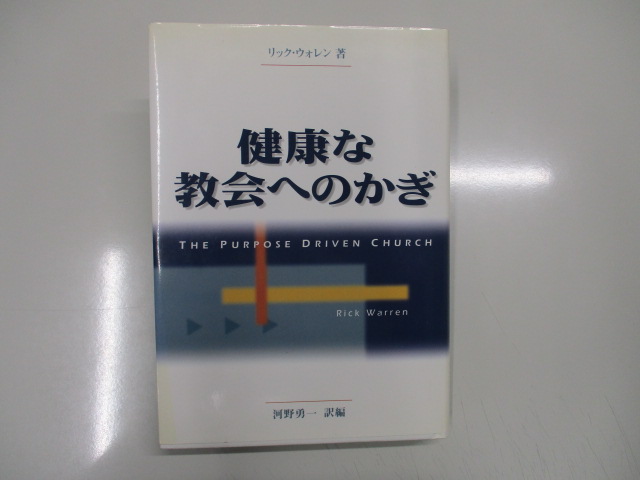 リック・ウォレン 著
健康な
教会へのかぎ
THE PURPOSE DRIVEN CHURCH
Rick Warren
河野勇一 訳編